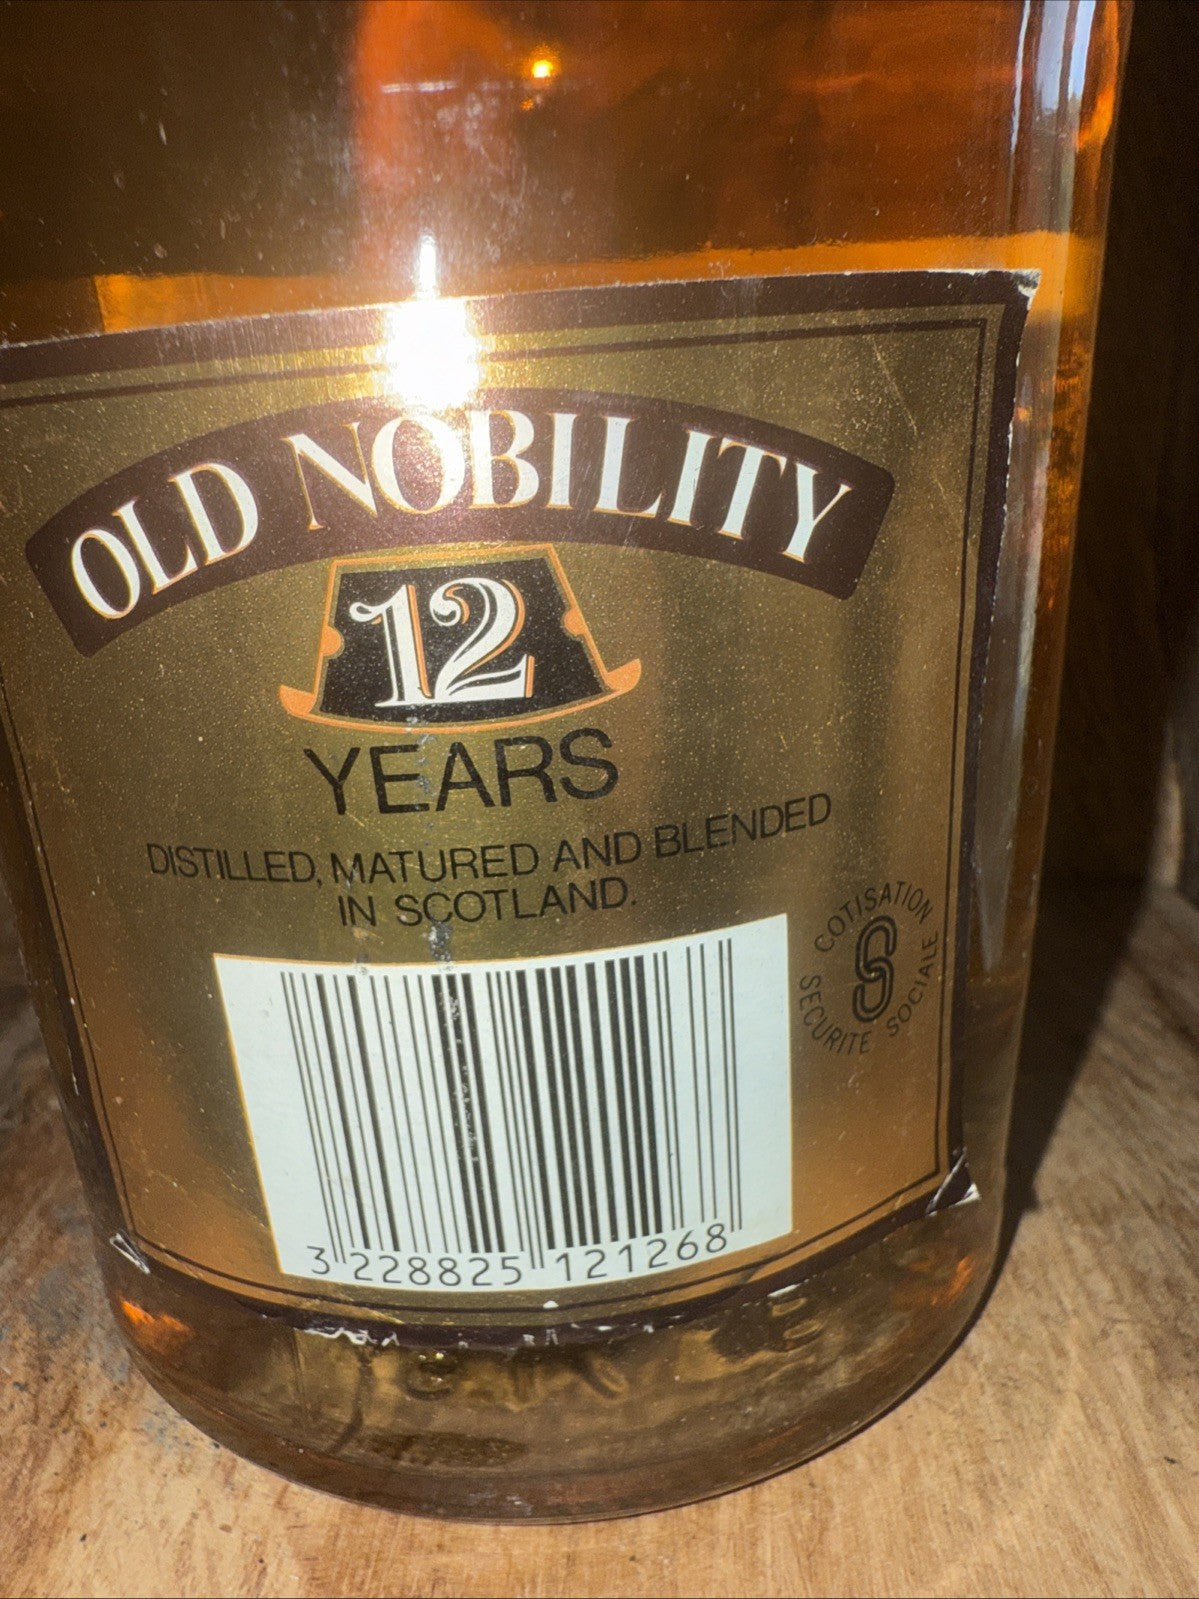 OLD NOBILITY
12
YEARS
DISTILLED, MATURED AND BLENDED
IN SCOTLAND.
COTISATION
SECURITE SOCIALE
3 228825 121268